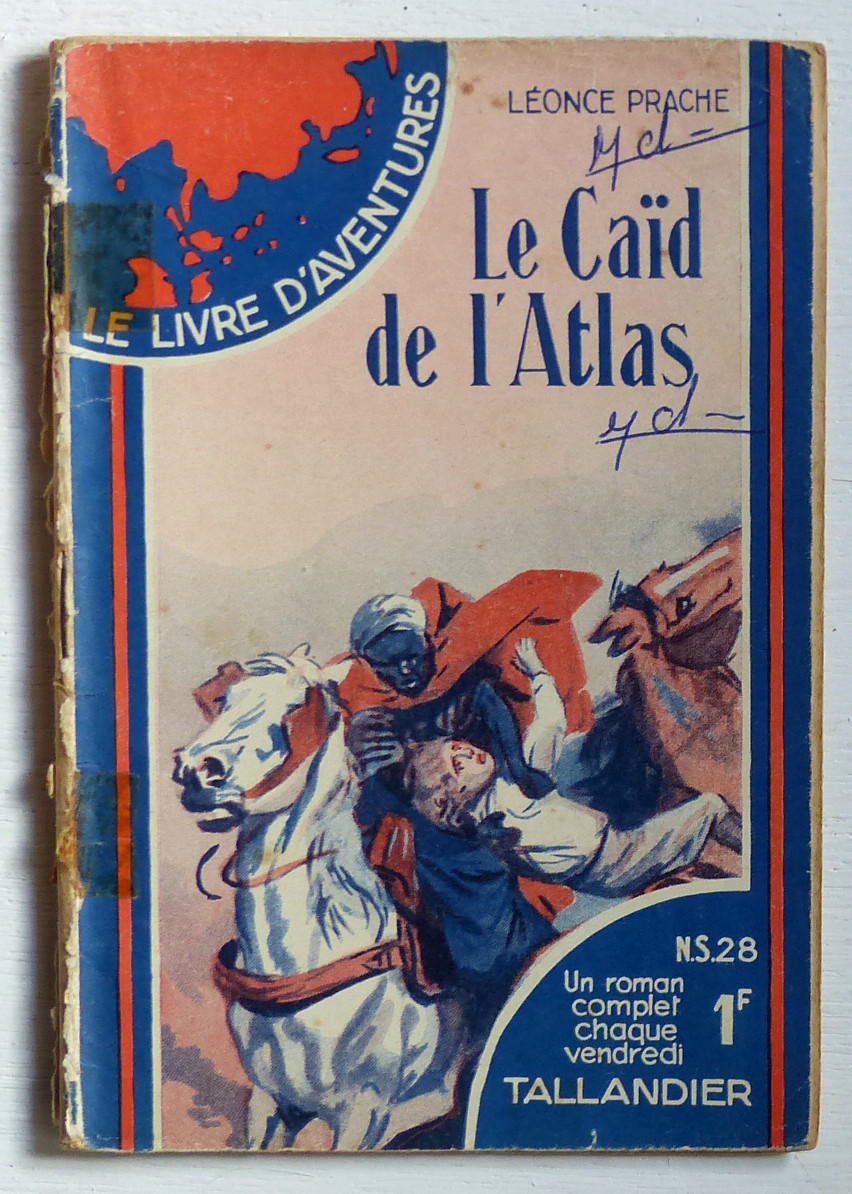 LE LIVRE D'AVENTURES
LÉONCE PRACHE
Le Caïd
de l'Atlas
N.S.28
Un roman
complet
chaque
vendredi
1F
TALLANDIER